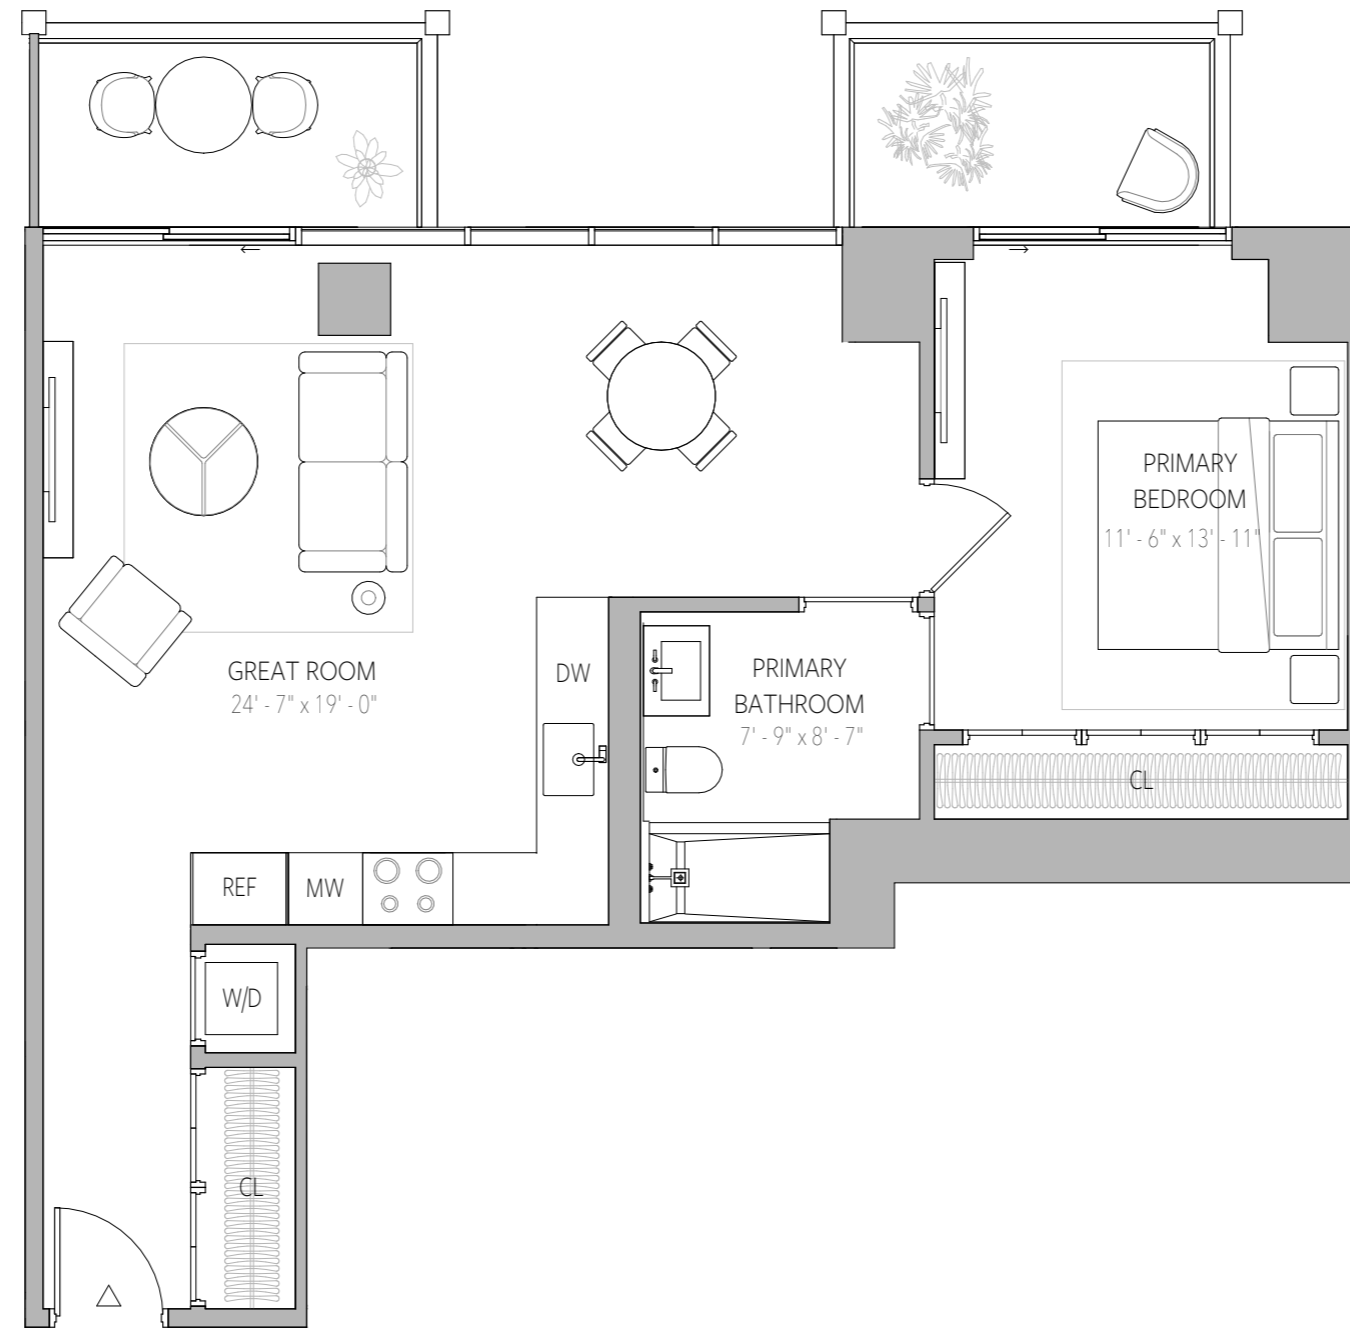 PRIMARY
BEDROOM
11' - 6" x 13' - 11"
GREAT ROOM
24' - 7" x 19' - 0"
DW
PRIMARY
BATHROOM
7' - 9" x 8' - 7"
CL
REF
MW
W/D
CL